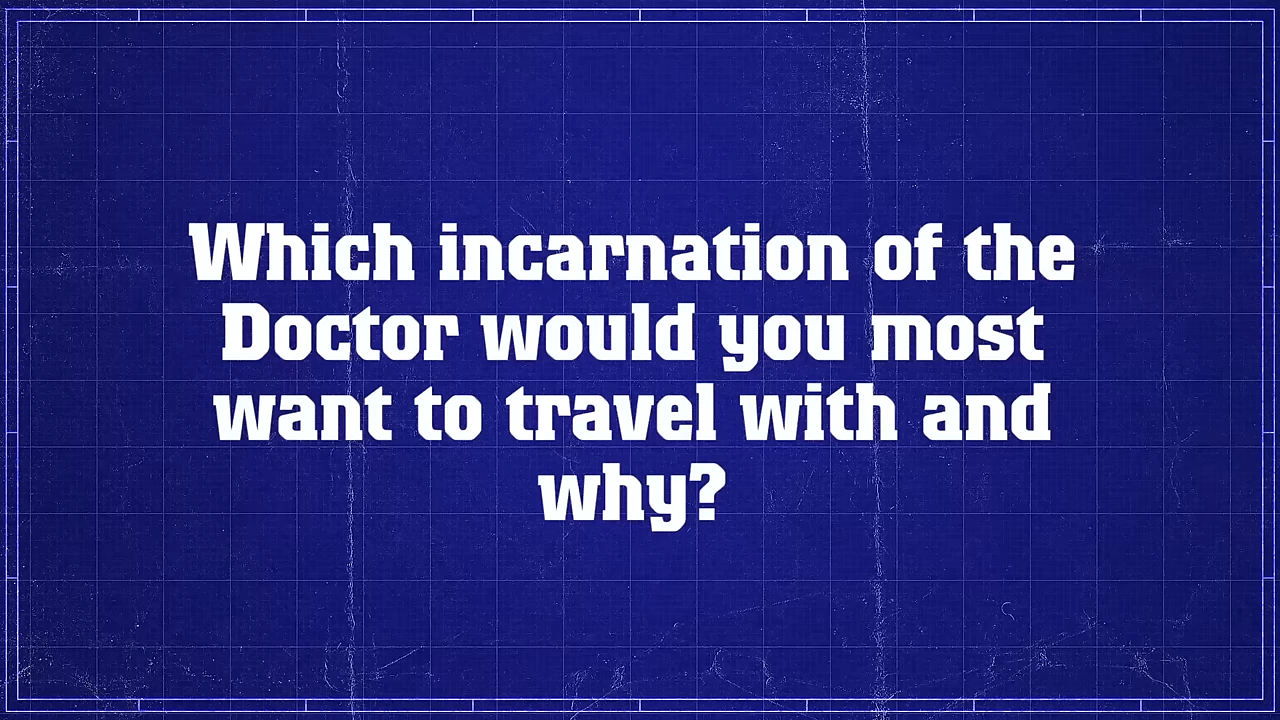 Which incarnation of the
Doctor would you most
want to travel with and
why?